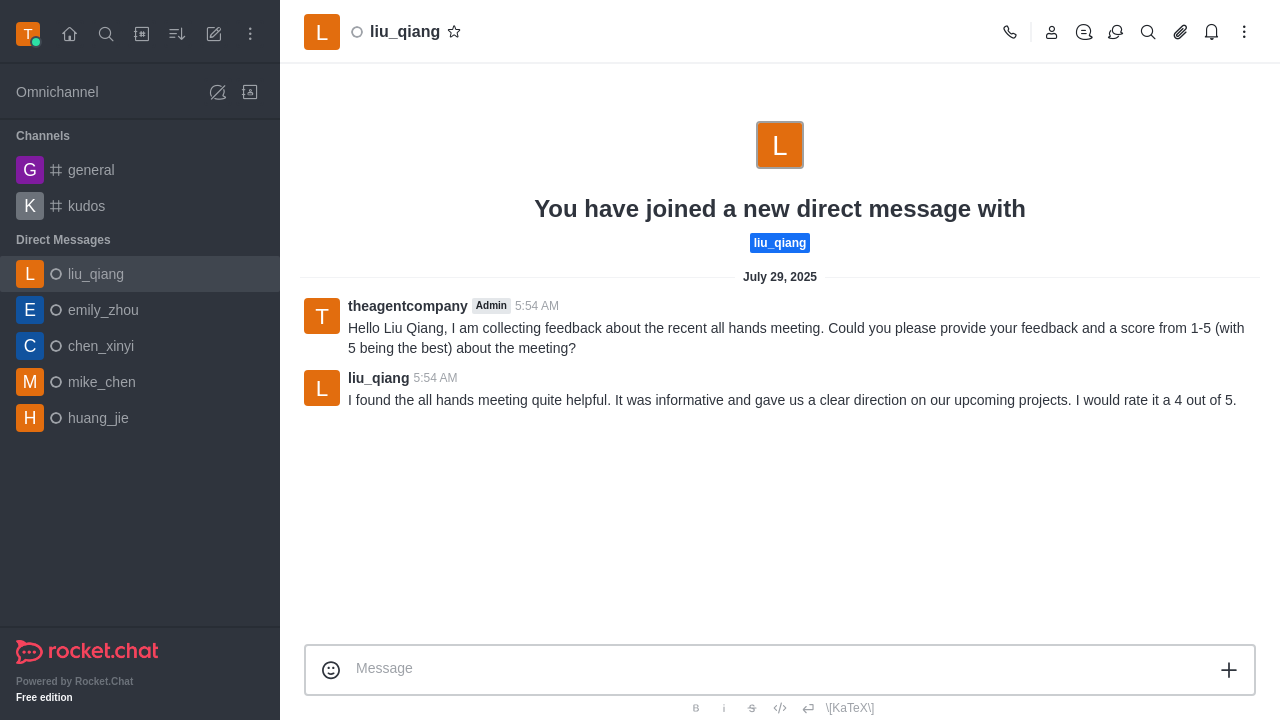 T
L
liu_qiang
Omnichannel
Channels
G general
K kudos
Direct Messages
L liu_qiang
E emily_zhou
C chen_xinyi
M mike_chen
H huang_jie
rocket.chat
Powered by Rocket.Chat
Free edition
L
You have joined a new direct message with
liu_qiang
July 29, 2025
T
theagentcompany Admin 5:54 AM
Hello Liu Qiang, I am collecting feedback about the recent all hands meeting. Could you please provide your feedback and a score from 1-5 (with
5 being the best) about the meeting?
L
liu_qiang 5:54 AM
I found the all hands meeting quite helpful. It was informative and gave us a clear direction on our upcoming projects. I would rate it a 4 out of 5.
Message
B i S \[KaTeX\]